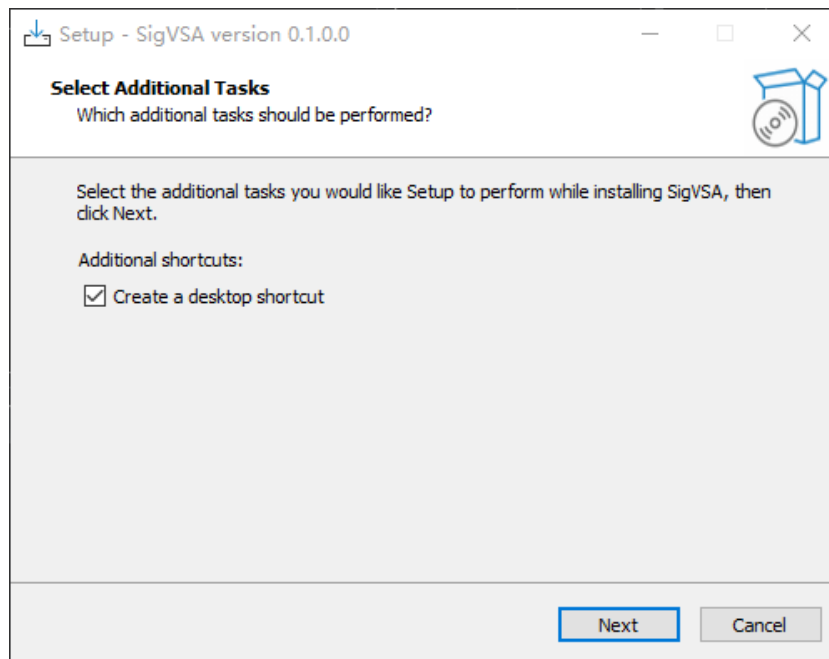 Setup - SigVSA version 0.1.0.0
Select Additional Tasks
Which additional tasks should be performed?
Select the additional tasks you would like Setup to perform while installing SigVSA, then
click Next.
Additional shortcuts:
Create a desktop shortcut
Next
Cancel